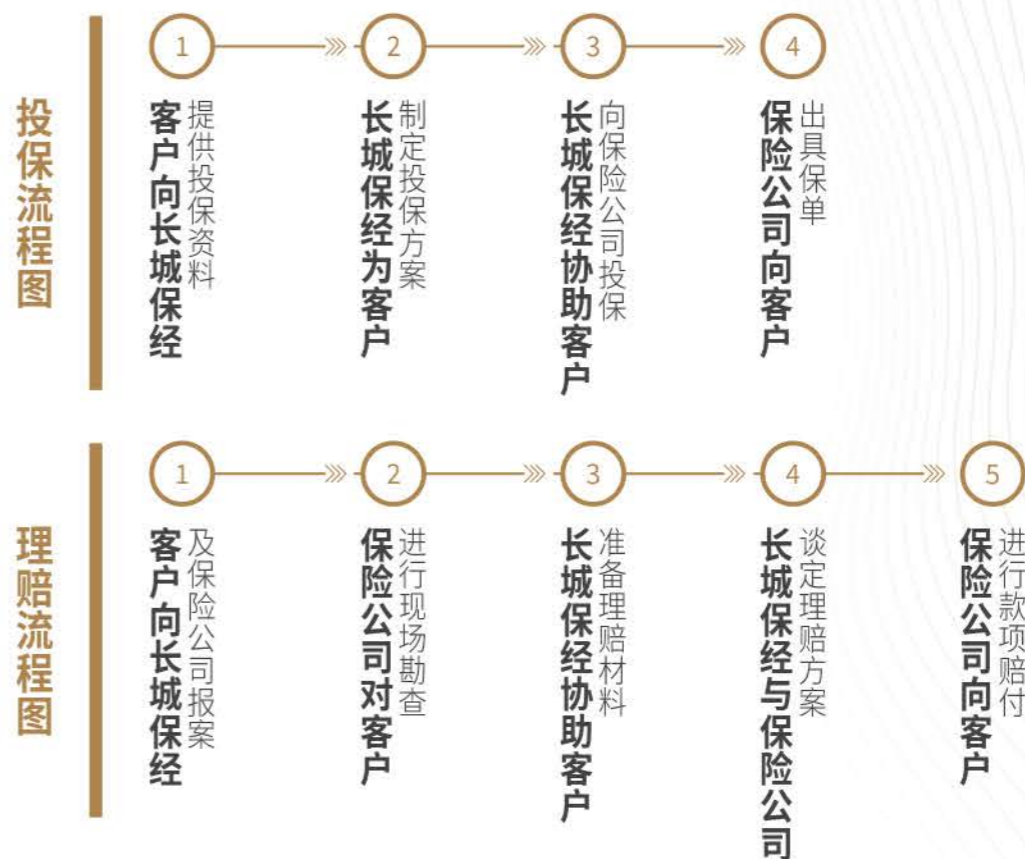 投保流程图
1
客户向长城保经
提供投保资料
2
长城保经为客户
制定投保方案
3
长城保经协助客户
向保险公司投保
4
保险公司向客户
出具保单
理赔流程图
1
客户向长城保经
及保险公司报案
2
保险公司对客户
进行现场勘查
3
长城保经协助客户
准备理赔材料
4
长城保经与保险公司
谈定理赔方案
5
保险公司向客户
进行款项赔付